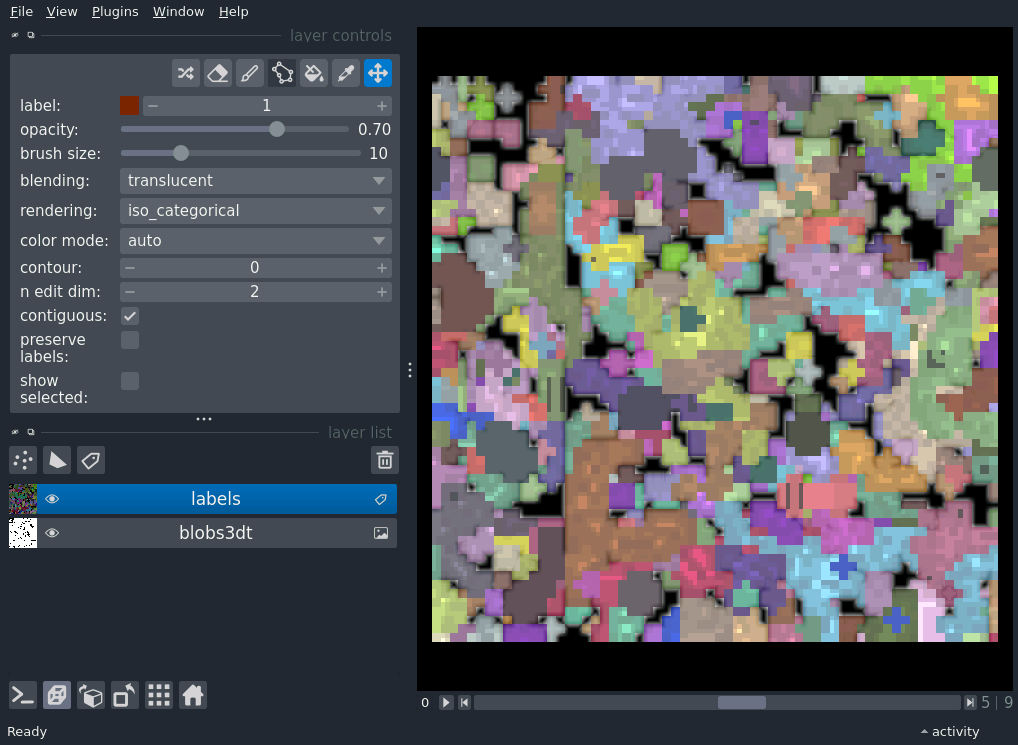 File View Plugins Window Help
layer controls
label: 1
opacity: 0.70
brush size: 10
blending: translucent
rendering: iso_categorical
color mode: auto
contour: 0
n edit dim: 2
contiguous:
preserve
labels:
show
selected:
layer list
labels
blobs3dt
0 5 | 9
Ready activity